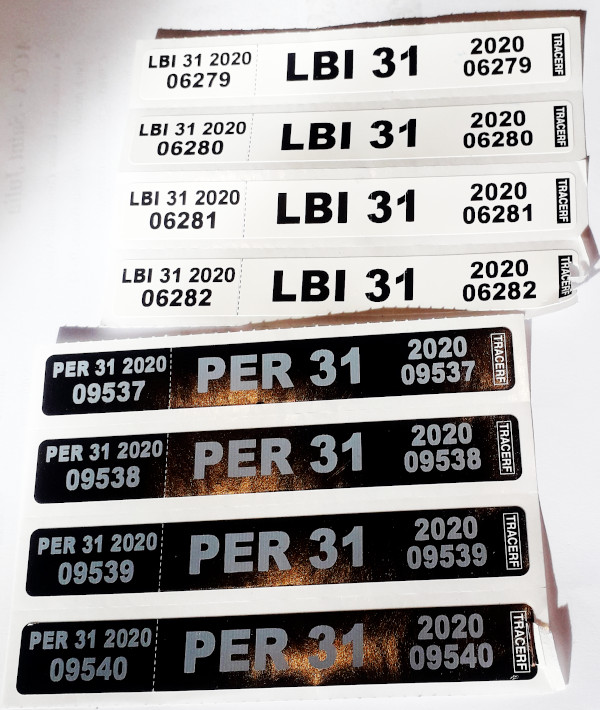 LBI 31 2020
06279
LBI 31
2020
06279
TRACERF
LBI 31 2020
06280
LBI 31
2020
06280
TRACERF
LBI 31 2020
06281
LBI 31
2020
06281
TRACERF
LBI 31 2020
06282
LBI 31
2020
06282
TRACERF
PER 31 2020
09537
PER 31
2020
09537
TRACERF
PER 31 2020
09538
PER 31
2020
09538
TRACERF
PER 31 2020
09539
PER 31
2020
09539
TRACERF
PER 31 2020
09540
PER 31
2020
09540
TRACERF